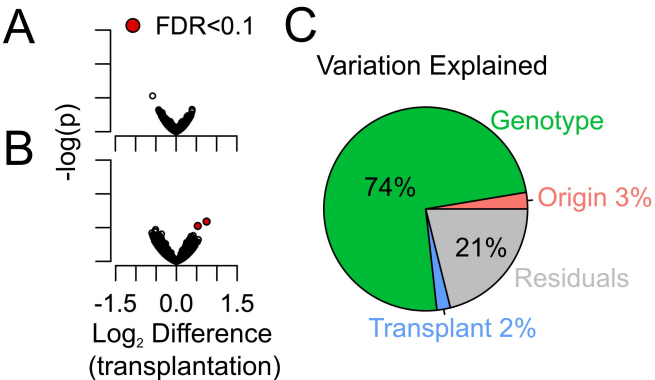 A
FDR<0.1
B
-log(p)
-1.5 0.0 1.5
Log2 Difference
(transplantation)
C
Variation Explained
Genotype
74%
Origin 3%
21%
Residuals
Transplant 2%